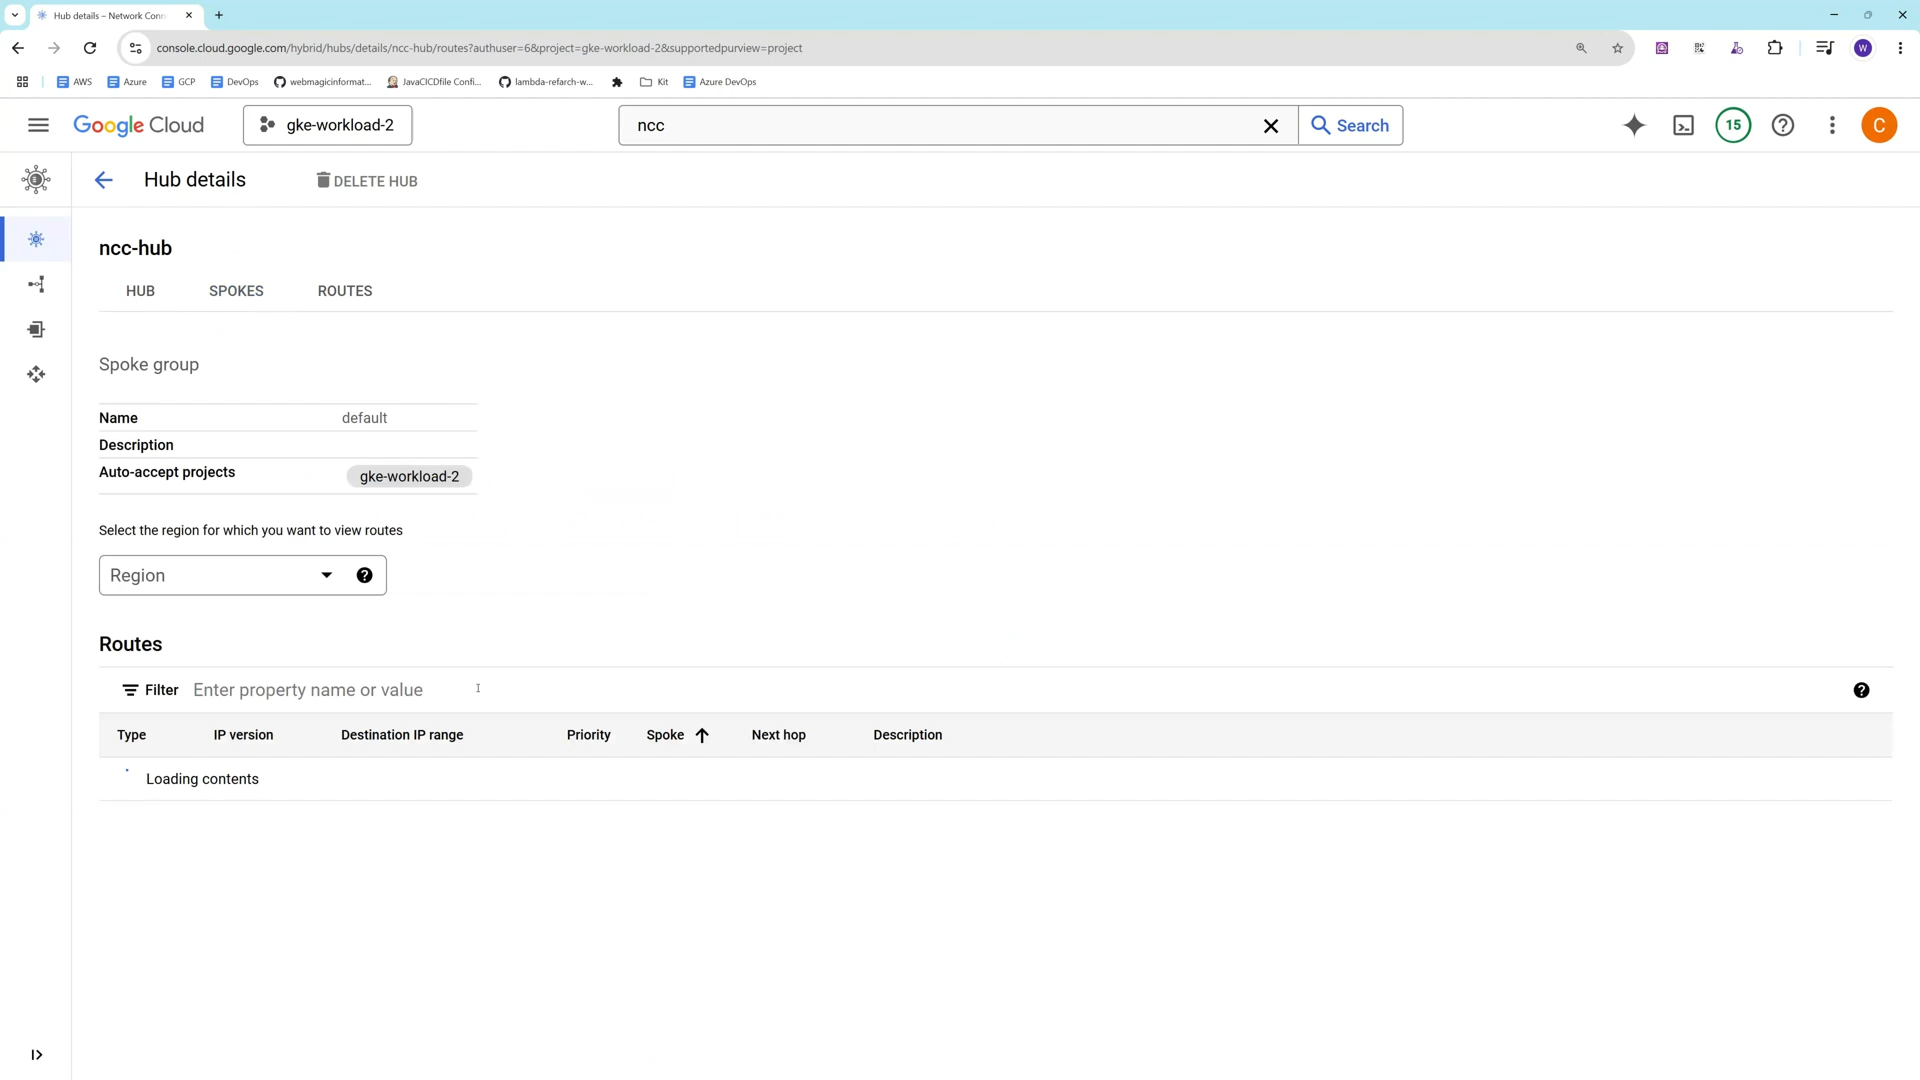 Hub details – Network Conn
console.cloud.google.com/hybrid/hubs/details/ncc-hub/routes?authuser=6&project=gke-workload-2&supportedpurview=project
W
AWS Azure GCP DevOps webmagicinformat... JavaCICDfile Confi... lambda-refarch-w... Kit Azure DevOps
Google Cloud gke-workload-2 ncc Search 15 C
Hub details DELETE HUB
ncc-hub
HUB SPOKES ROUTES
Spoke group
Name default
Description
Auto-accept projects gke-workload-2
Select the region for which you want to view routes
Region
Routes
Filter Enter property name or value
Type IP version Destination IP range Priority Spoke Next hop Description
Loading contents